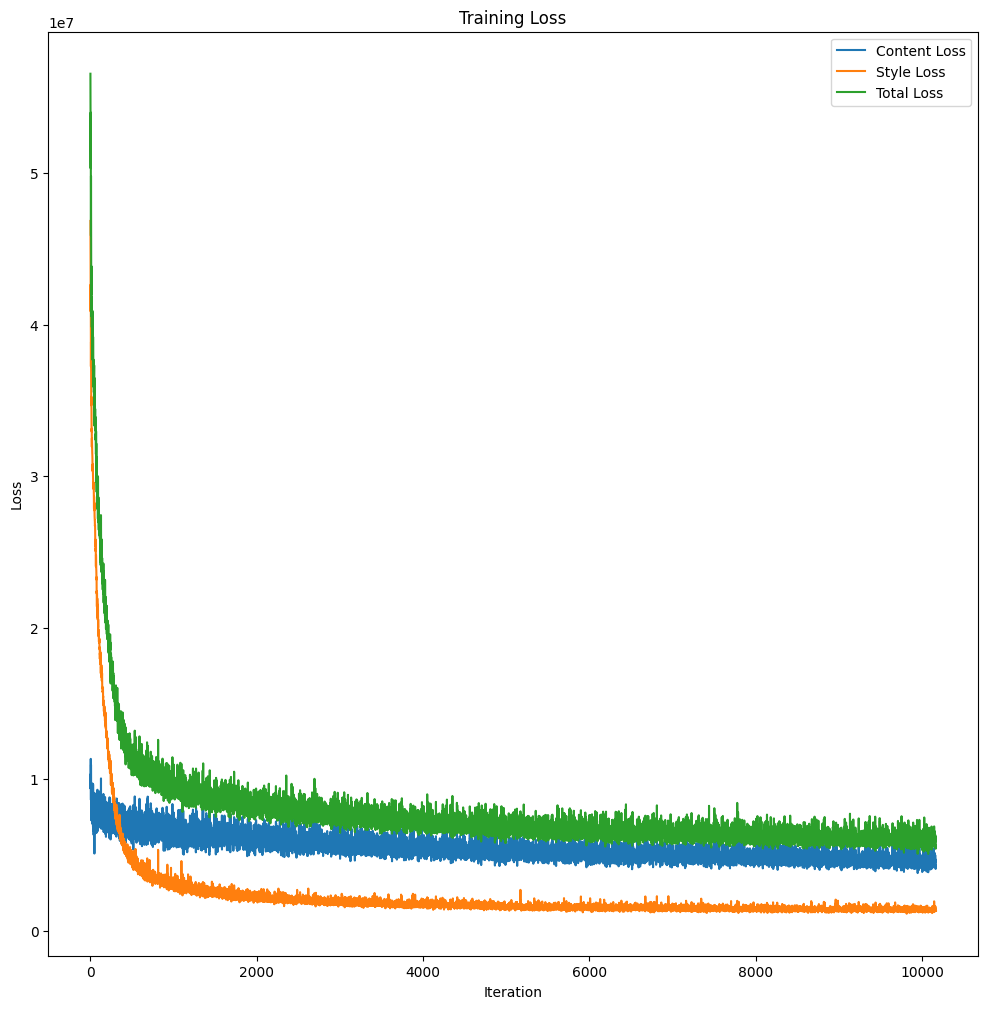 Training Loss
1e7
Content Loss
Style Loss
Total Loss
5
4
3
2
1
0
Loss
0 2000 4000 6000 8000 10000
Iteration